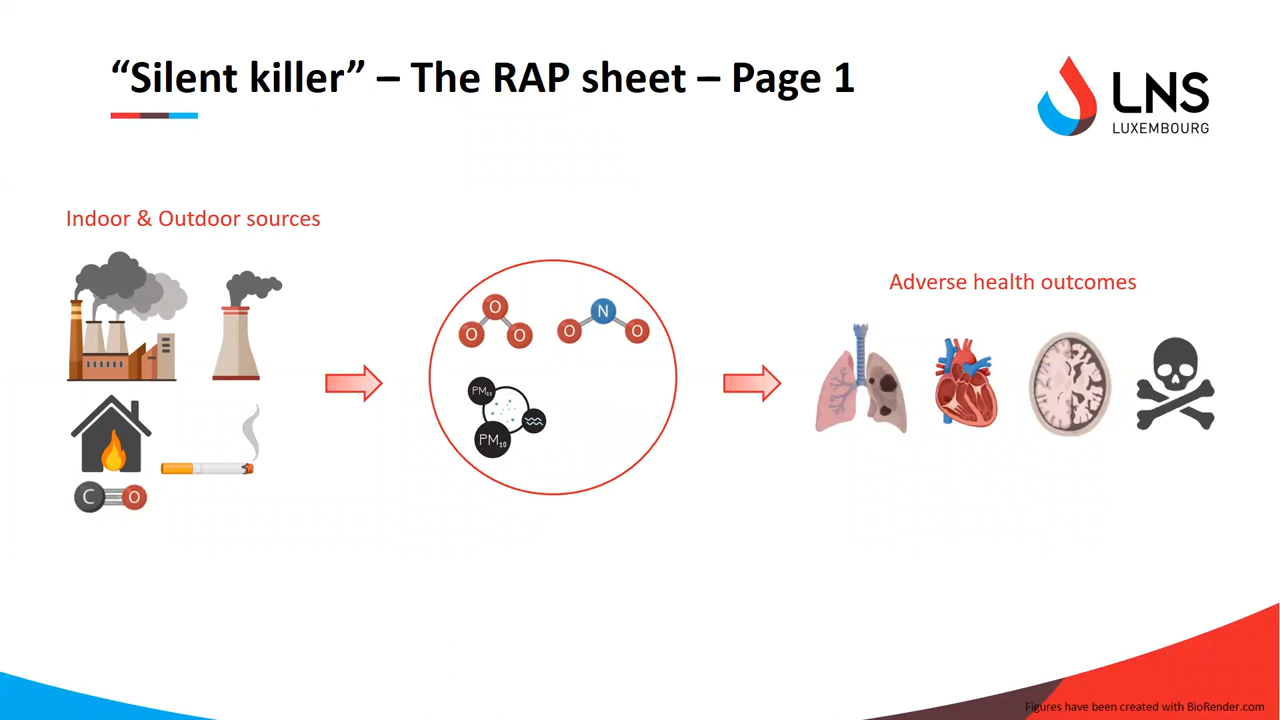 “Silent killer” – The RAP sheet – Page 1
LNS
LUXEMBOURG
Indoor & Outdoor sources
Adverse health outcomes
O
O
O
N
O
O
PM
PM10
C
O
Figures have been created with BioRender.com